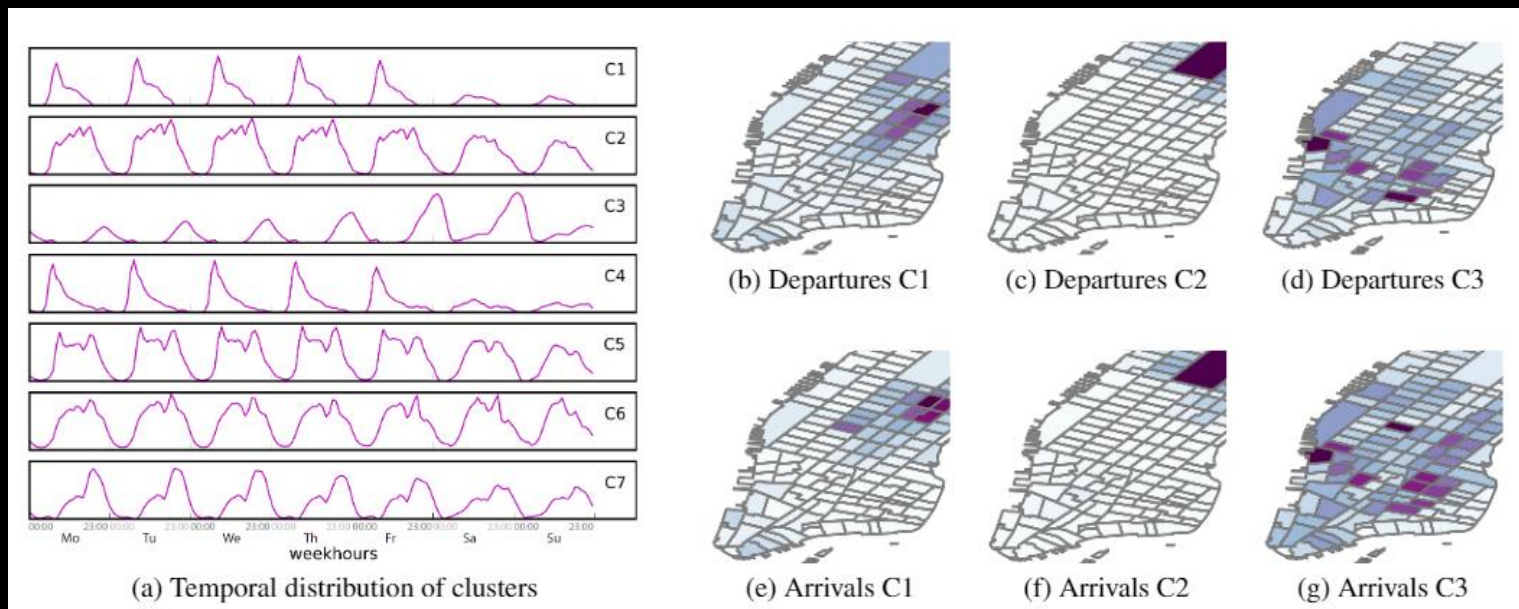 C1
C2
C3
C4
C5
C6
C7
00:00 23:00 00:00 23:00 00:00 23:00 00:00 23:00 00:00 23:00 00:00 23:00 00:00 23:00
Mo Tu We Th Fr Sa Su
weekhours
(a) Temporal distribution of clusters
(b) Departures C1
(c) Departures C2
(d) Departures C3
(e) Arrivals C1
(f) Arrivals C2
(g) Arrivals C3